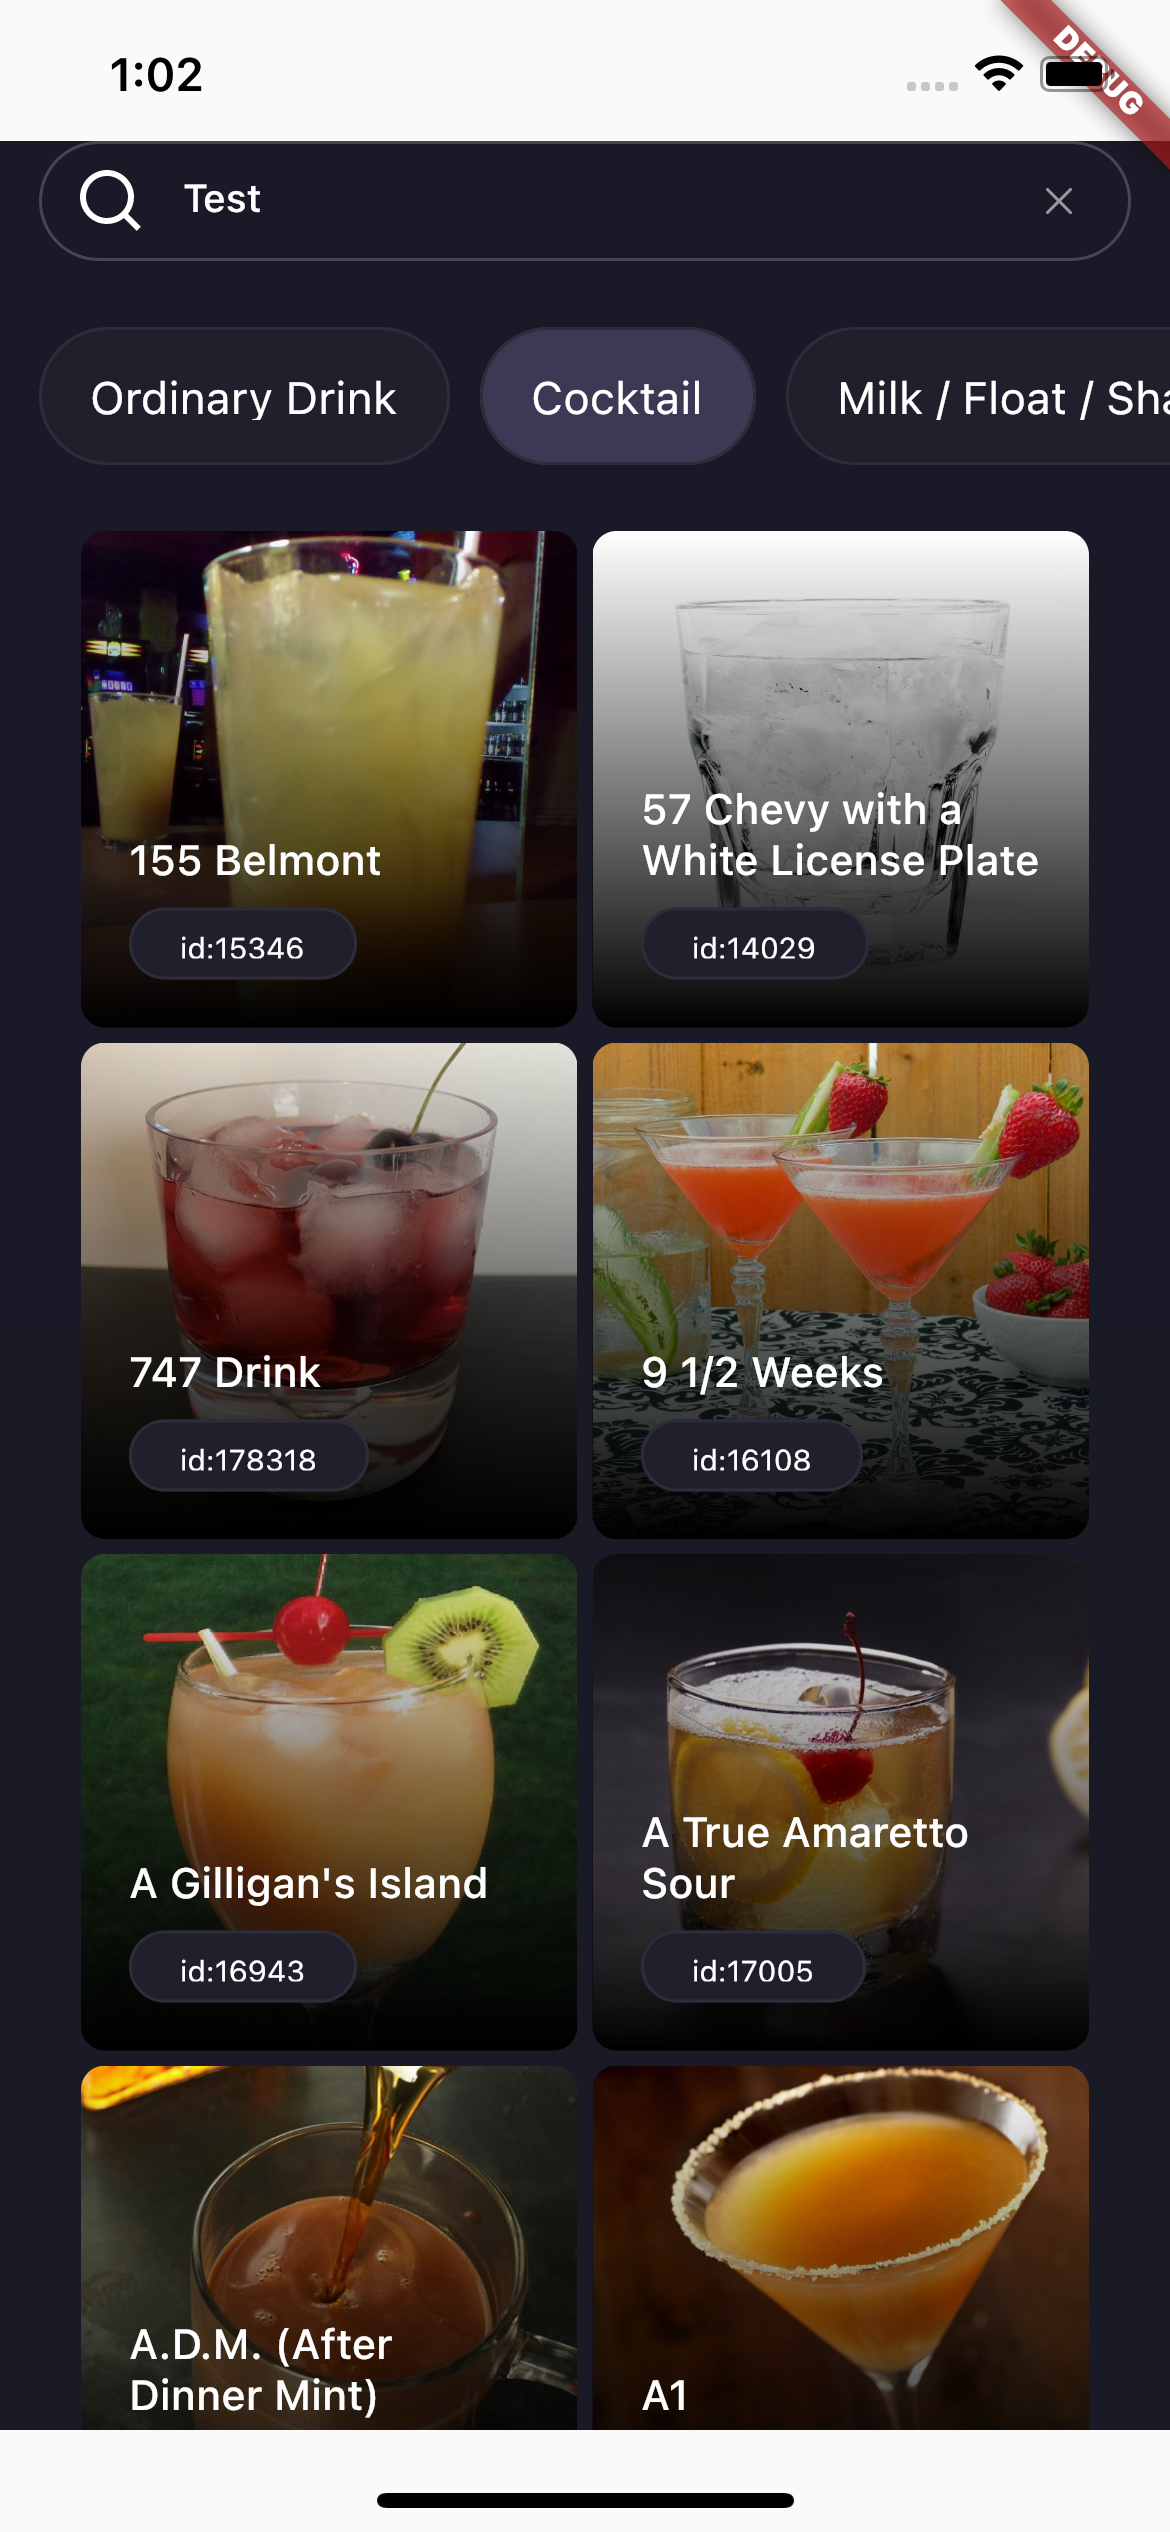 1:02
DEBUG
Test
Ordinary Drink
Cocktail
Milk / Float / Sha
155 Belmont
id:15346
57 Chevy with a
White License Plate
id:14029
747 Drink
id:178318
9 1/2 Weeks
id:16108
A Gilligan's Island
id:16943
A True Amaretto
Sour
id:17005
A.D.M. (After
Dinner Mint)
A1